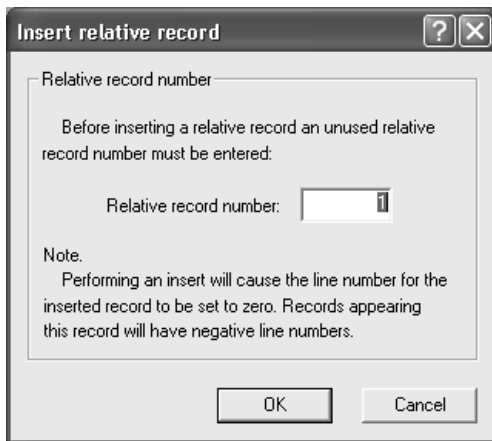 Insert relative record
Relative record number
Before inserting a relative record an unused relative
record number must be entered:
Relative record number: 1
Note.
Performing an insert will cause the line number for the
inserted record to be set to zero. Records appearing
this record will have negative line numbers.
OK Cancel